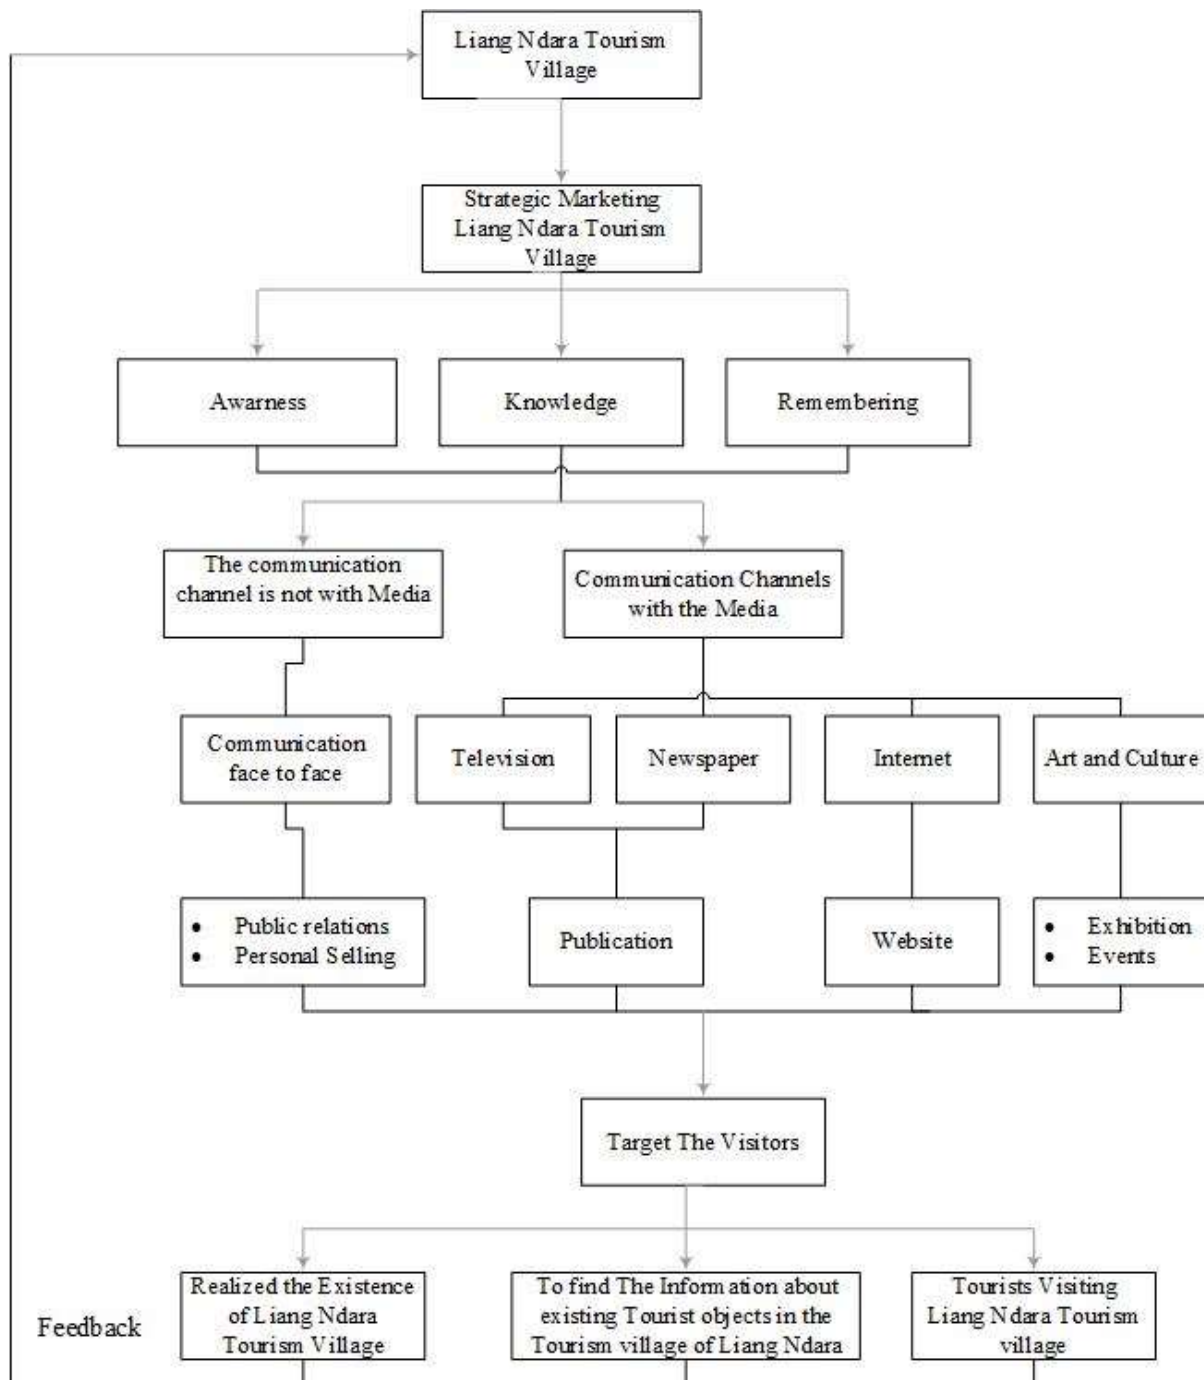 Liang Ndara Tourism
Village
Strategic Marketing
Liang Ndara Tourism
Village
Awarness
Knowledge
Remembering
The communication
channel is not with Media
Communication Channels
with the Media
Communication
face to face
Television
Newspaper
Internet
Art and Culture
• Public relations
• Personal Selling
Publication
Website
• Exhibition
• Events
Target The Visitors
Realized the Existence
of Liang Ndara
Tourism Village
To find The Information about
existing Tourist objects in the
Tourism village of Liang Ndara
Tourists Visiting
Liang Ndara Tourism
village
Feedback